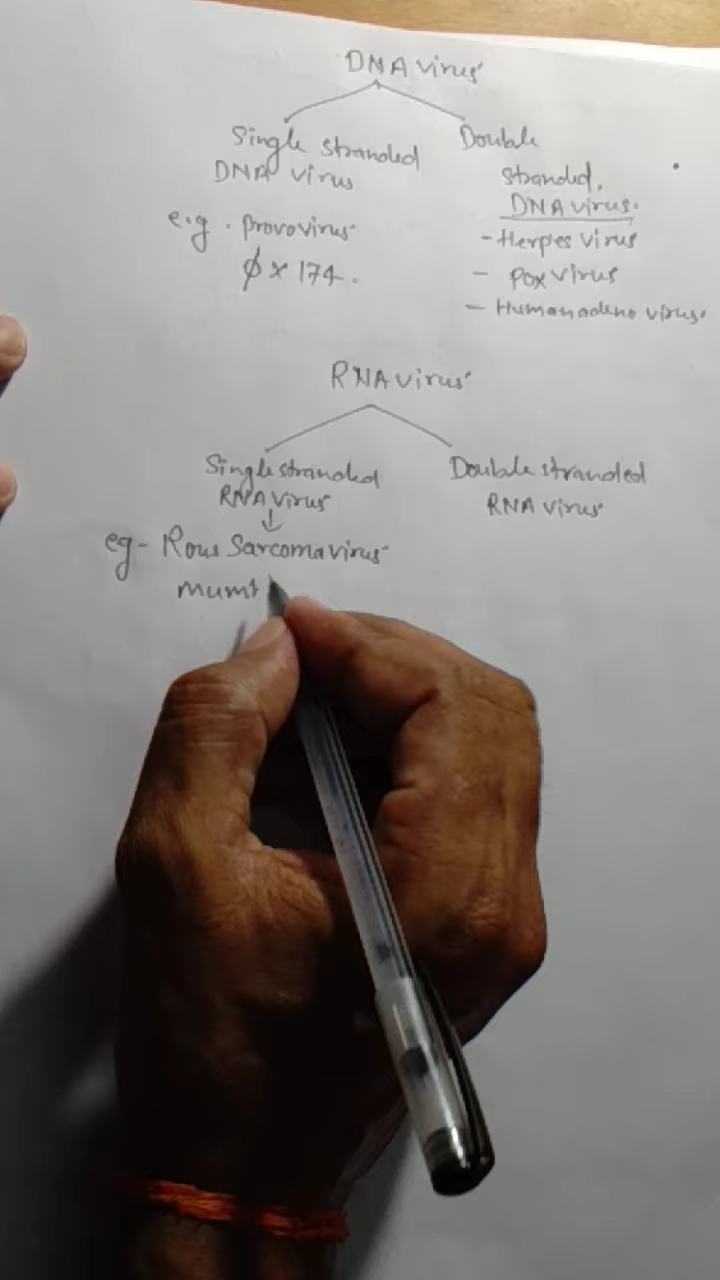 DNA virus
Single stranded
DNA virus
e.g. provovirus
φ x 174.
Double
stranded.
DNA virus.
- Herpes virus
- pox virus
- Human adeno virus.
RNA virus
Single stranded
RNA virus
eg - Rous Sarcoma virus
Double stranded
RNA virus